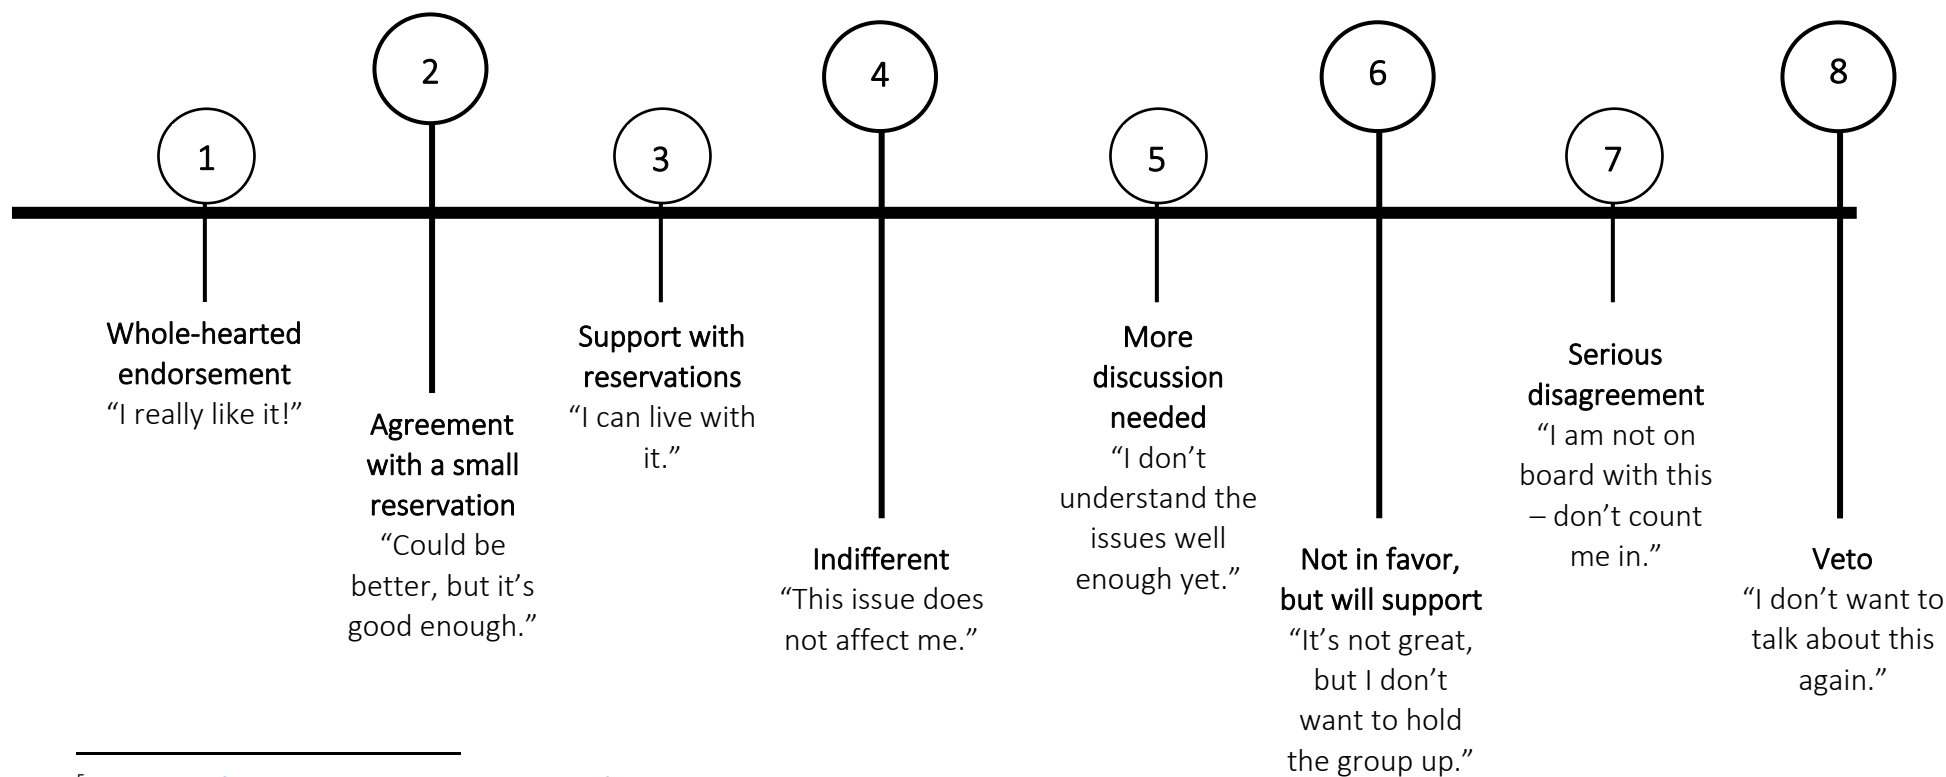 1
Whole-hearted
endorsement
“I really like it!”
2
Agreement
with a small
reservation
“Could be
better, but it’s
good enough.”
3
Support with
reservations
“I can live with
it.”
4
Indifferent
“This issue does
not affect me.”
5
More
discussion
needed
“I don’t
understand the
issues well
enough yet.”
6
Not in favor,
but will support
“It’s not great,
but I don’t
want to hold
the group up.”
7
Serious
disagreement
“I am not on
board with this
– don’t count
me in.”
8
Veto
“I don’t want to
talk about this
again.”